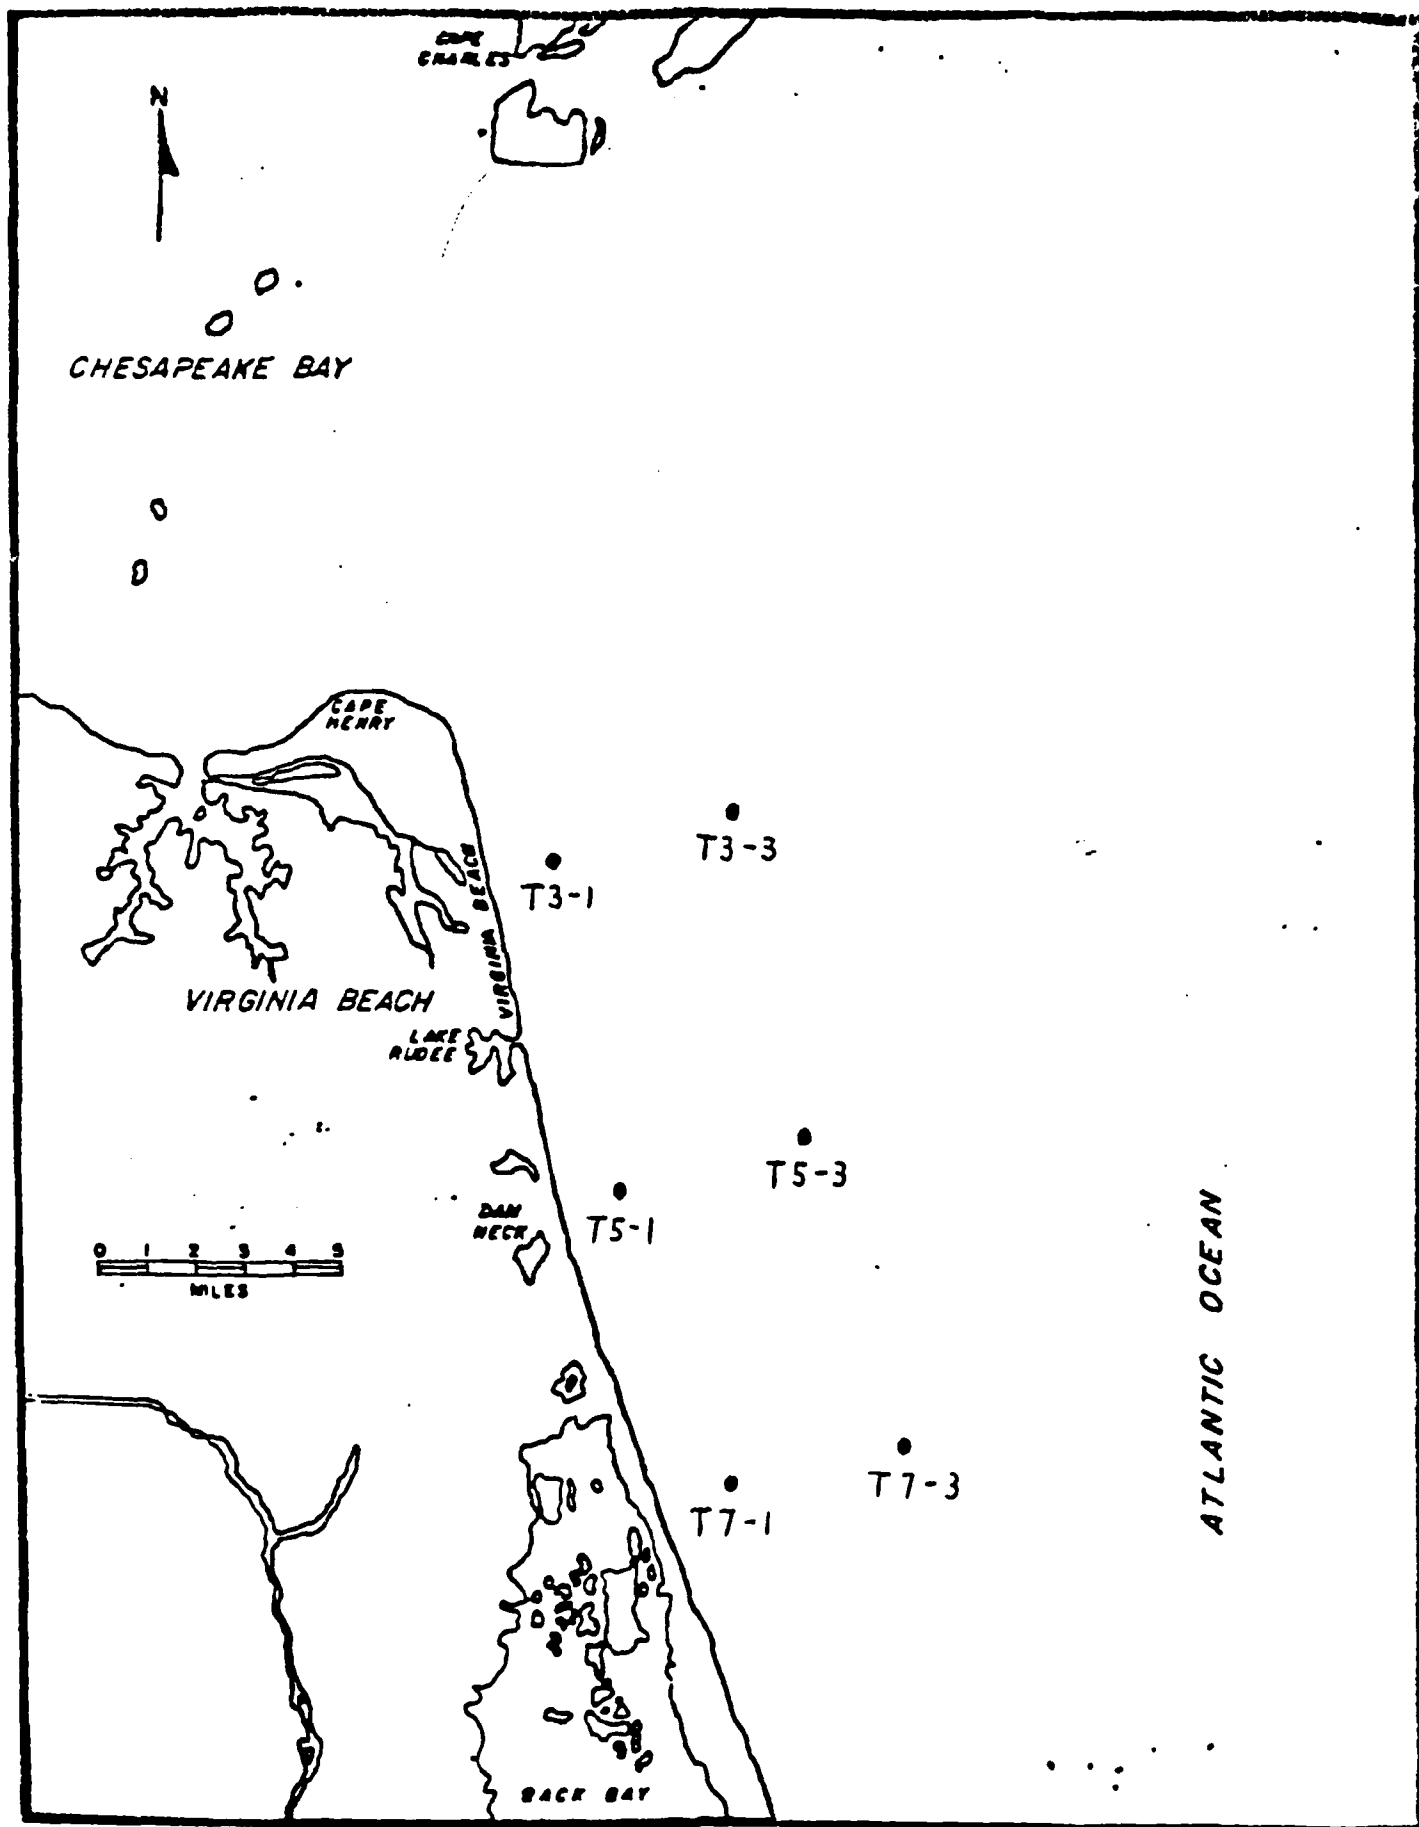 CAPE
CHARLES
N
CHESAPEAKE BAY
CAPE
HENRY
T3-3
T3-1
VIRGINIA BEACH
VIRGINIA BEACH
LAKE
RUDEE
T5-3
DAM
NECK
T5-1
0 1 2 3 4 5
MILES
ATLANTIC OCEAN
T7-3
T7-1
BACK BAY